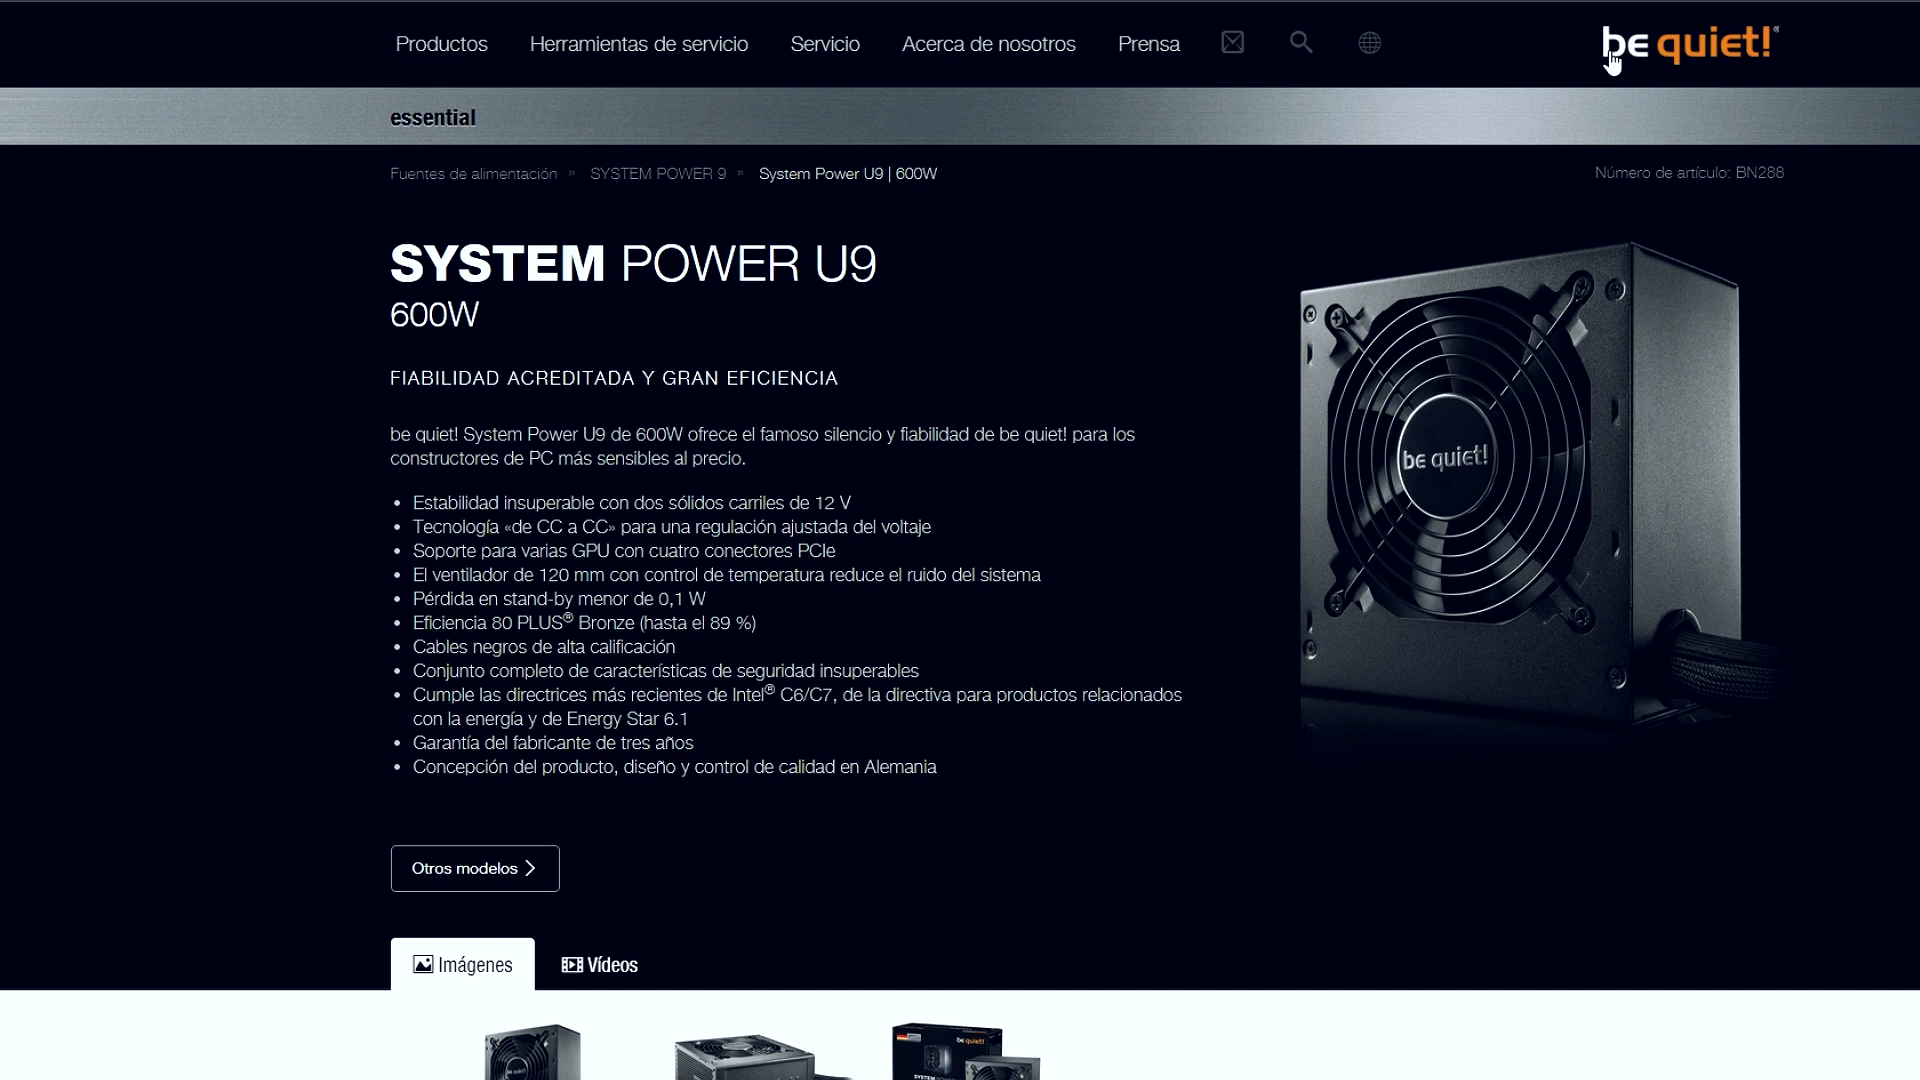 Productos Herramientas de servicio Servicio Acerca de nosotros Prensa
be quiet!®
essential
Fuentes de alimentación » SYSTEM POWER 9 » System Power U9 | 600W
Número de artículo: BN288
SYSTEM POWER U9
600W
FIABILIDAD ACREDITADA Y GRAN EFICIENCIA
be quiet! System Power U9 de 600W ofrece el famoso silencio y fiabilidad de be quiet! para los
constructores de PC más sensibles al precio.
• Estabilidad insuperable con dos sólidos carriles de 12 V
• Tecnología «de CC a CC» para una regulación ajustada del voltaje
• Soporte para varias GPU con cuatro conectores PCIe
• El ventilador de 120 mm con control de temperatura reduce el ruido del sistema
• Pérdida en stand-by menor de 0,1 W
• Eficiencia 80 PLUS® Bronze (hasta el 89 %)
• Cables negros de alta calificación
• Conjunto completo de características de seguridad insuperables
• Cumple las directrices más recientes de Intel® C6/C7, de la directiva para productos relacionados
con la energía y de Energy Star 6.1
• Garantía del fabricante de tres años
• Concepción del producto, diseño y control de calidad en Alemania
be quiet!
Otros modelos
Imágenes Vídeos
be quiet!
be quiet!
SYSTEM POWER